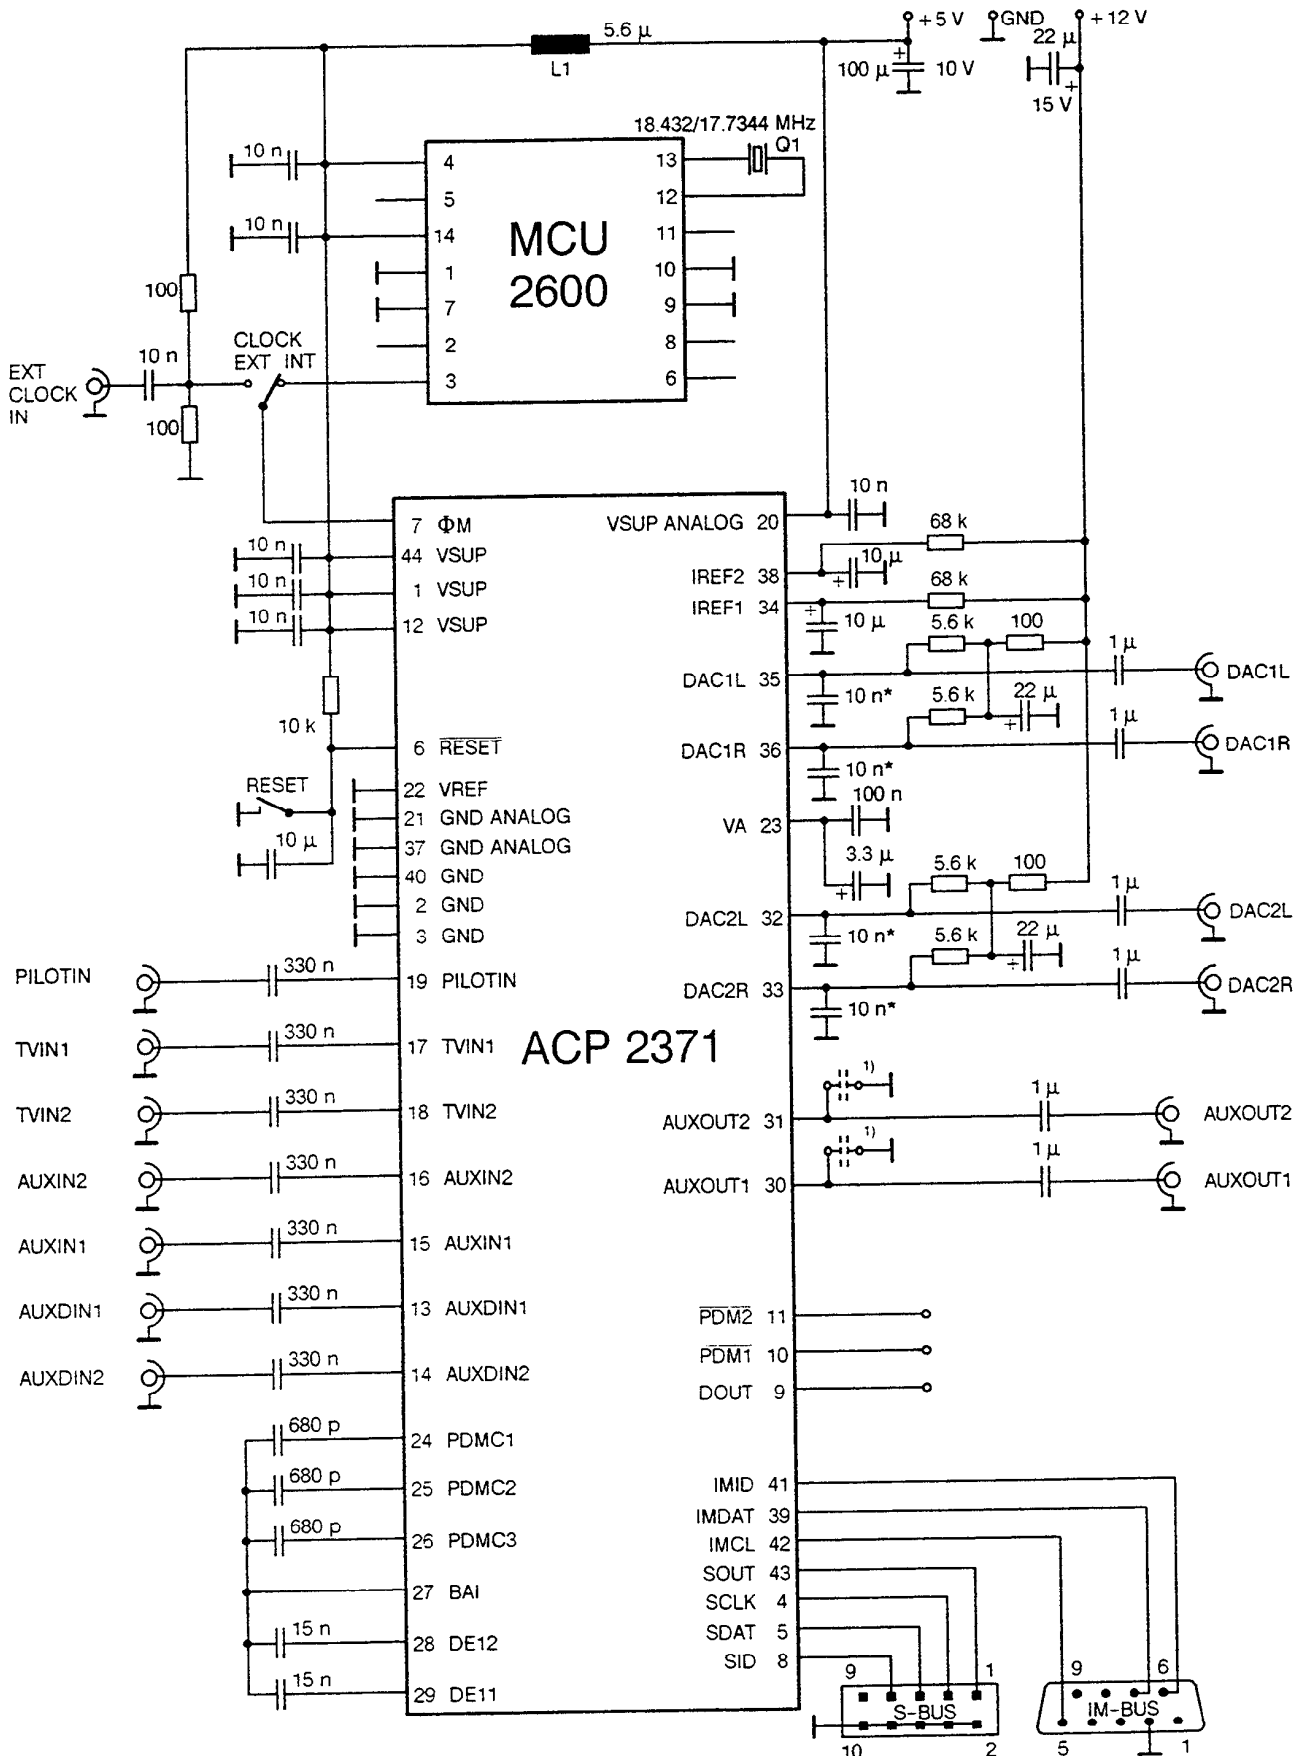 +5 V
GND
+12 V
5.6 µ
L1
100 µ
10 V
22 µ
15 V
+
+
18.432/17.7344 MHz
Q1
10 n
10 n
4
5
14
1
7
2
3
MCU
2600
13
12
11
10
9
8
6
100
100
10 n
EXT
CLOCK
IN
CLOCK
EXT INT
7 ΦM
44 VSUP
1 VSUP
12 VSUP
10 n
10 n
10 n
10 k
6 RESET
RESET
10 µ
22 VREF
21 GND ANALOG
37 GND ANALOG
40 GND
2 GND
3 GND
PILOTIN
330 n
19 PILOTIN
TVIN1
330 n
17 TVIN1
TVIN2
330 n
18 TVIN2
AUXIN2
330 n
16 AUXIN2
AUXIN1
330 n
15 AUXIN1
AUXDIN1
330 n
13 AUXDIN1
AUXDIN2
330 n
14 AUXDIN2
680 p
24 PDMC1
680 p
25 PDMC2
680 p
26 PDMC3
27 BAI
15 n
28 DE12
15 n
29 DE11
ACP 2371
VSUP ANALOG 20
10 n
IREF2 38
10 µ
+
68 k
IREF1 34
+
10 µ
68 k
5.6 k
100
DAC1L 35
10 n*
1 µ
DAC1L
5.6 k
22 µ
+
DAC1R 36
10 n*
1 µ
DAC1R
VA 23
100 n
3.3 µ
+
5.6 k
100
DAC2L 32
10 n*
1 µ
DAC2L
5.6 k
22 µ
+
DAC2R 33
10 n*
1 µ
DAC2R
1)
AUXOUT2 31
1 µ
AUXOUT2
1)
AUXOUT1 30
1 µ
AUXOUT1
PDM2 11
PDM1 10
DOUT 9
IMID 41
IMDAT 39
IMCL 42
SOUT 43
SCLK 4
SDAT 5
SID 8
9
1
S-BUS
10
2
9
6
IM-BUS
5
1